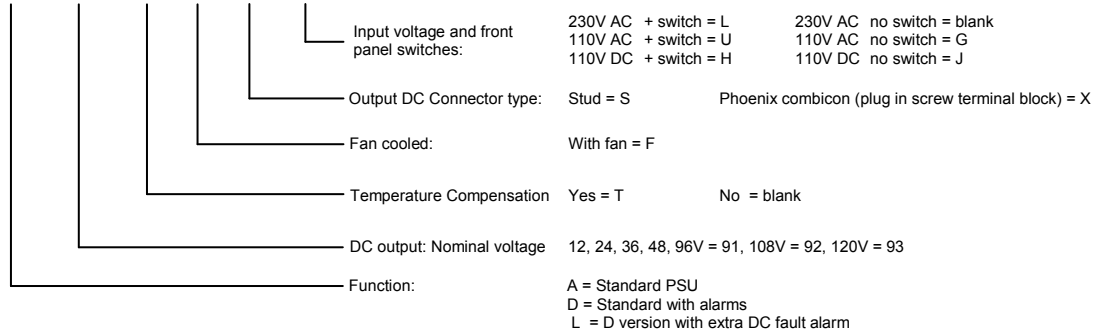 Input voltage and front panel switches:
230V AC + switch = L 230V AC no switch = blank
110V AC + switch = U 110V AC no switch = G
110V DC + switch = H 110V DC no switch = J
Output DC Connector type: Stud = S Phoenix combicon (plug in screw terminal block) = X
Fan cooled: With fan = F
Temperature Compensation Yes = T No = blank
DC output: Nominal voltage 12, 24, 36, 48, 96V = 91, 108V = 92, 120V = 93
Function: A = Standard PSU
D = Standard with alarms
L = D version with extra DC fault alarm